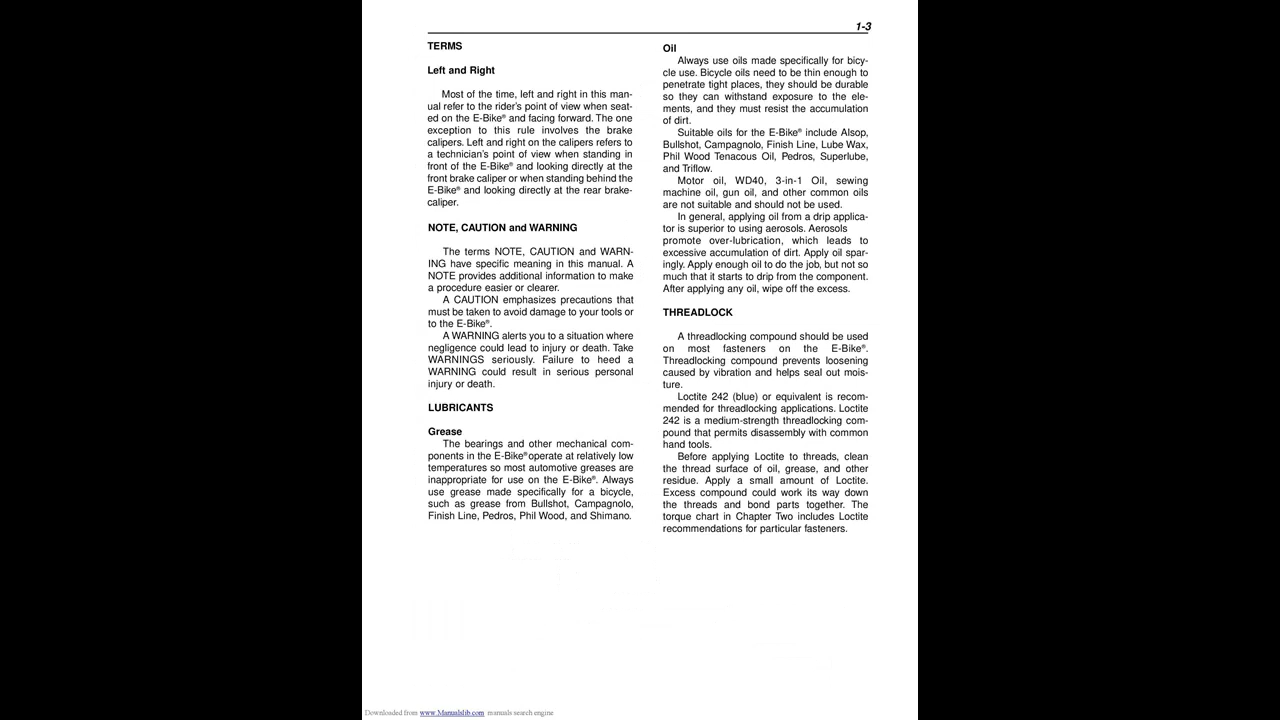 1-3
TERMS
Left and Right
Most of the time, left and right in this man-
ual refer to the rider's point of view when seat-
ed on the E-Bike® and facing forward. The one
exception to this rule involves the brake
calipers. Left and right on the calipers refers to
a technician's point of view when standing in
front of the E-Bike® and looking directly at the
front brake caliper or when standing behind the
E-Bike® and looking directly at the rear brake-
caliper.
NOTE, CAUTION and WARNING
The terms NOTE, CAUTION and WARN-
ING have specific meaning in this manual. A
NOTE provides additional information to make
a procedure easier or clearer.
A CAUTION emphasizes precautions that
must be taken to avoid damage to your tools or
to the E-Bike®.
A WARNING alerts you to a situation where
negligence could lead to injury or death. Take
WARNINGS seriously. Failure to heed a
WARNING could result in serious personal
injury or death.
LUBRICANTS
Grease
The bearings and other mechanical com-
ponents in the E-Bike® operate at relatively low
temperatures so most automotive greases are
inappropriate for use on the E-Bike®. Always
use grease made specifically for a bicycle,
such as grease from Bullshot, Campagnolo,
Finish Line, Pedros, Phil Wood, and Shimano.
Oil
Always use oils made specifically for bicy-
cle use. Bicycle oils need to be thin enough to
penetrate tight places, they should be durable
so they can withstand exposure to the ele-
ments, and they must resist the accumulation
of dirt.
Suitable oils for the E-Bike® include Alsop,
Bullshot, Campagnolo, Finish Line, Lube Wax,
Phil Wood Tenacous Oil, Pedros, Superlube,
and Triflow.
Motor oil, WD40, 3-in-1 Oil, sewing
machine oil, gun oil, and other common oils
are not suitable and should not be used.
In general, applying oil from a drip applica-
tor is superior to using aerosols. Aerosols
promote over-lubrication, which leads to
excessive accumulation of dirt. Apply oil spar-
ingly. Apply enough oil to do the job, but not so
much that it starts to drip from the component.
After applying any oil, wipe off the excess.
THREADLOCK
A threadlocking compound should be used
on most fasteners on the E-Bike®.
Threadlocking compound prevents loosening
caused by vibration and helps seal out mois-
ture.
Loctite 242 (blue) or equivalent is recom-
mended for threadlocking applications. Loctite
242 is a medium-strength threadlocking com-
pound that permits disassembly with common
hand tools.
Before applying Loctite to threads, clean
the thread surface of oil, grease, and other
residue. Apply a small amount of Loctite.
Excess compound could work its way down
the threads and bond parts together. The
torque chart in Chapter Two includes Loctite
recommendations for particular fasteners.
Downloaded from www.Manualslib.com manuals search engine